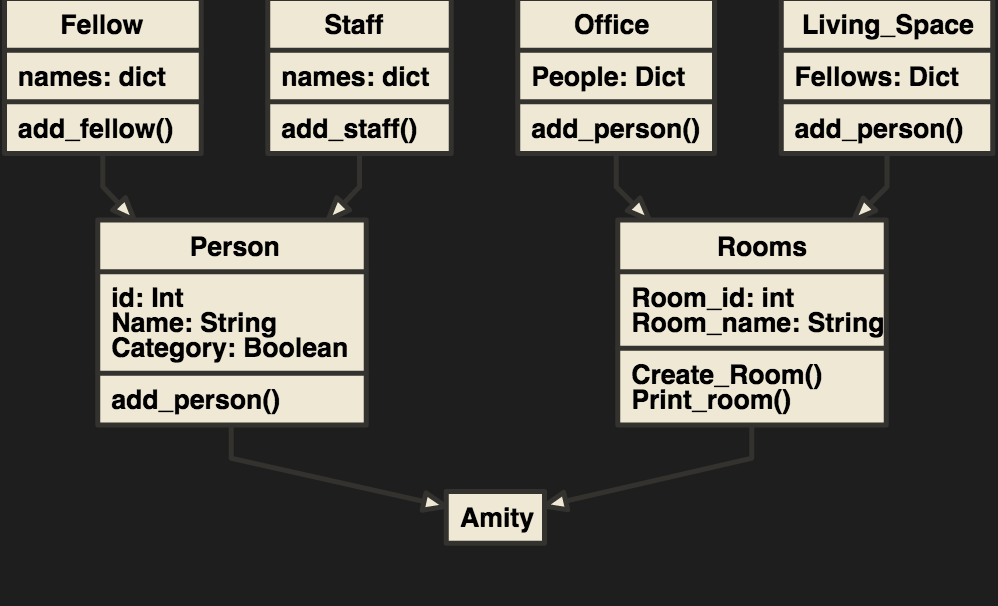 Fellow
names: dict
add_fellow()
Staff
names: dict
add_staff()
Office
People: Dict
add_person()
Living_Space
Fellows: Dict
add_person()
Person
id: Int
Name: String
Category: Boolean
add_person()
Rooms
Room_id: int
Room_name: String
Create_Room()
Print_room()
Amity